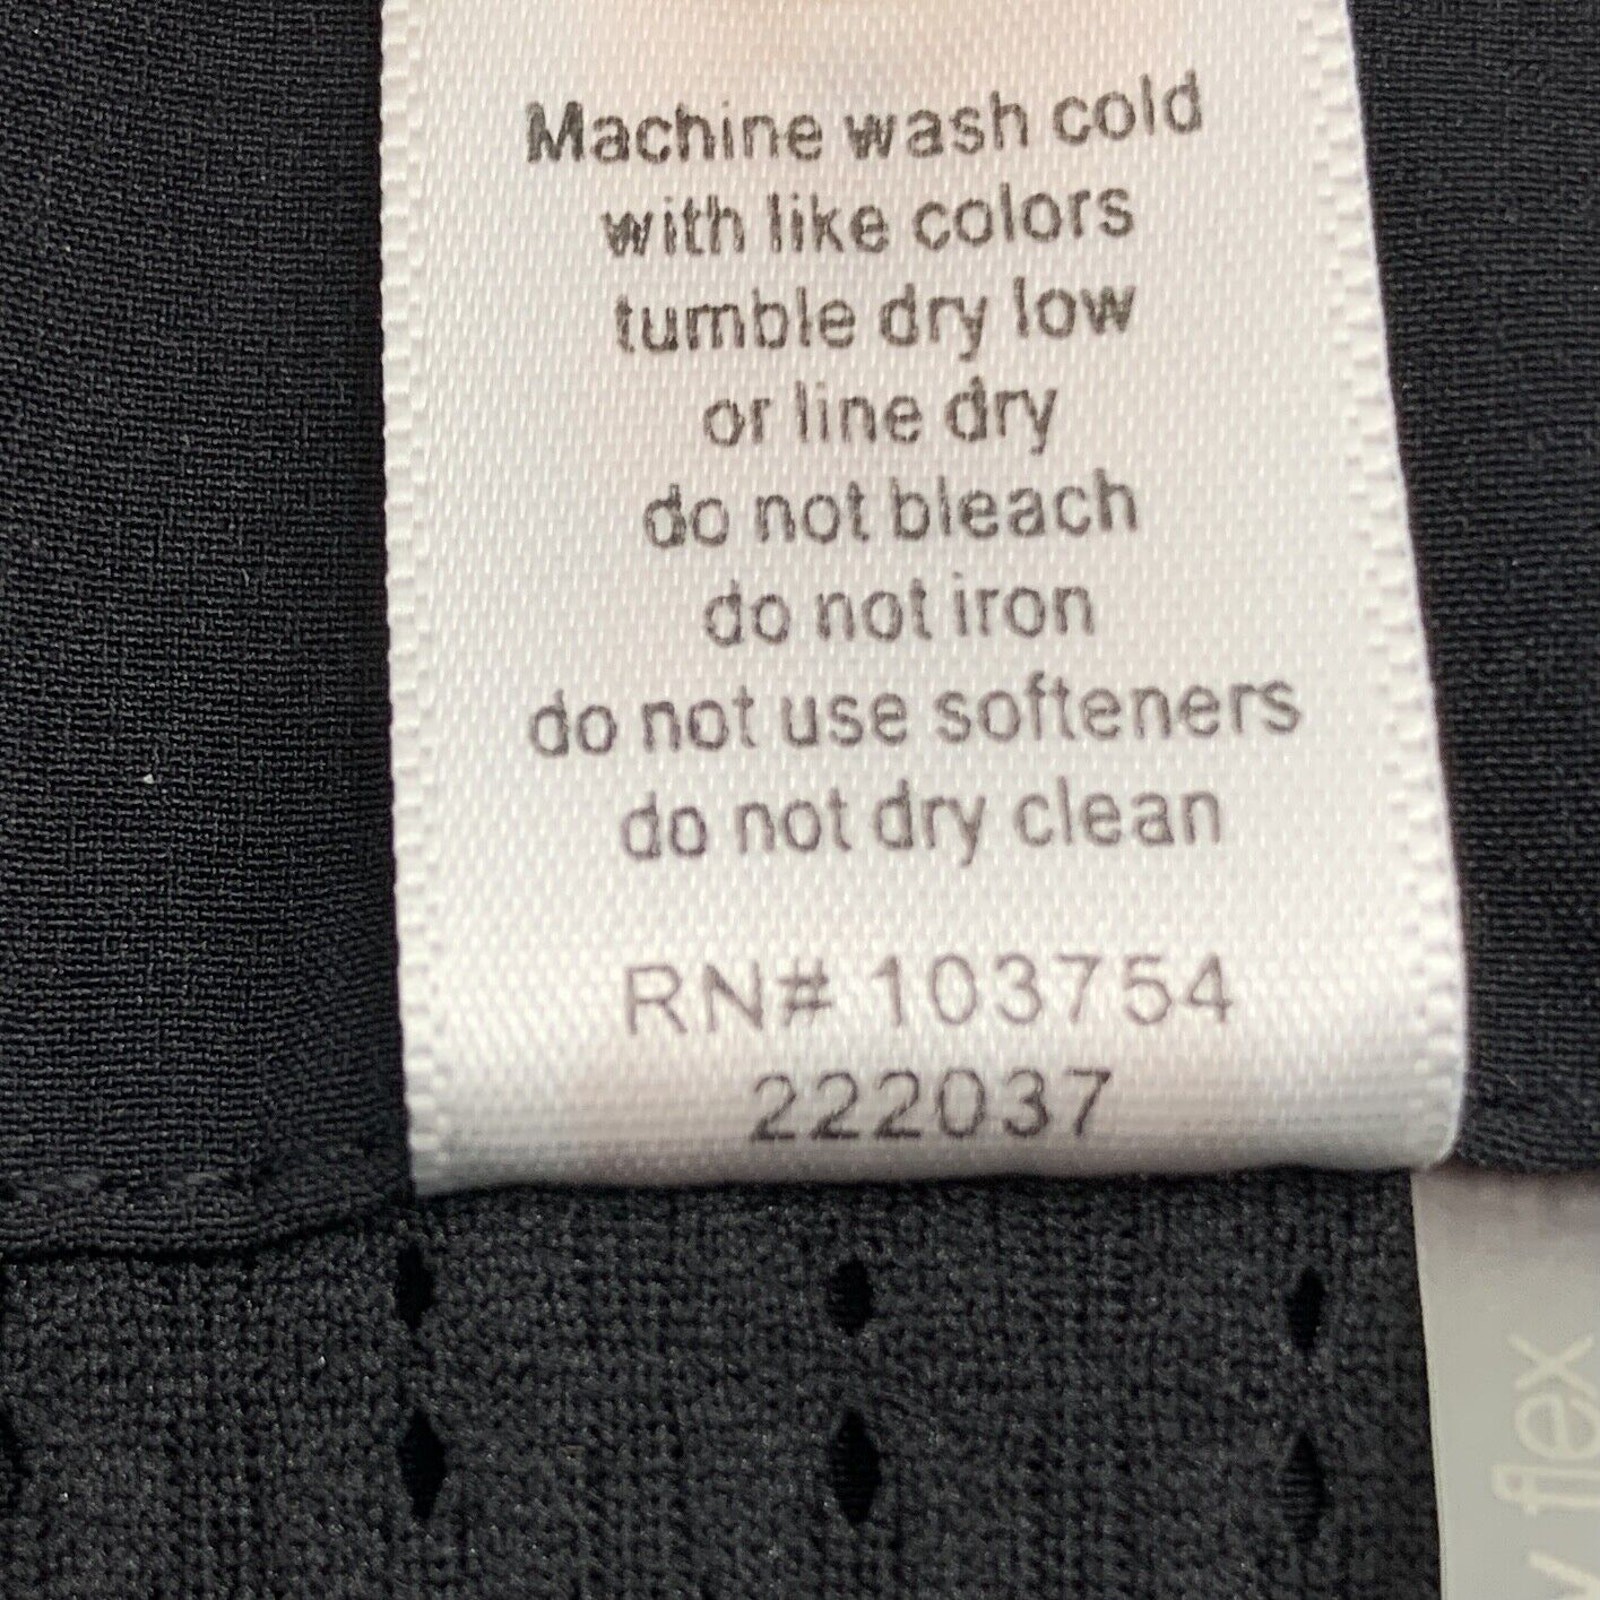 Machine wash cold
with like colors
tumble dry low
or line dry
do not bleach
do not iron
do not use softeners
do not dry clean
RN# 103754
222037
flex